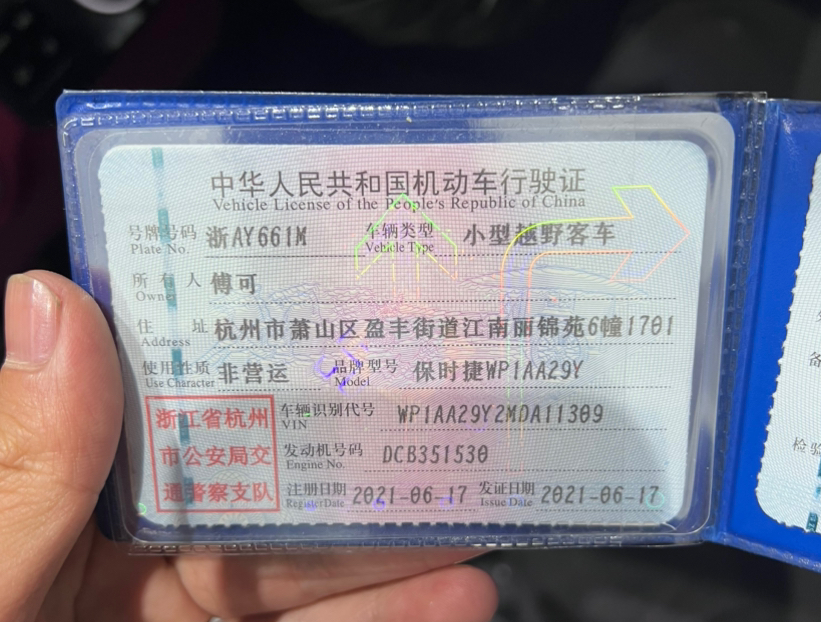 中华人民共和国机动车行驶证
Vehicle License of the People's Republic of China
号牌号码 浙AY661M 车辆类型 小型越野客车
Plate No. Vehicle Type
所有人 傅可
Owner
住址 杭州市萧山区盈丰街道江南丽锦苑6幢1701
Address
使用性质 非营运 品牌型号 保时捷WP1AA29Y
Use Character Model
浙江省杭州 车辆识别代号 WP1AA29Y2MDA11309
VIN
市公安局交 发动机号码 DCB351530
Engine No.
通警察支队 注册日期 2021-06-17 发证日期 2021-06-17
Register Date Issue Date
备
检验